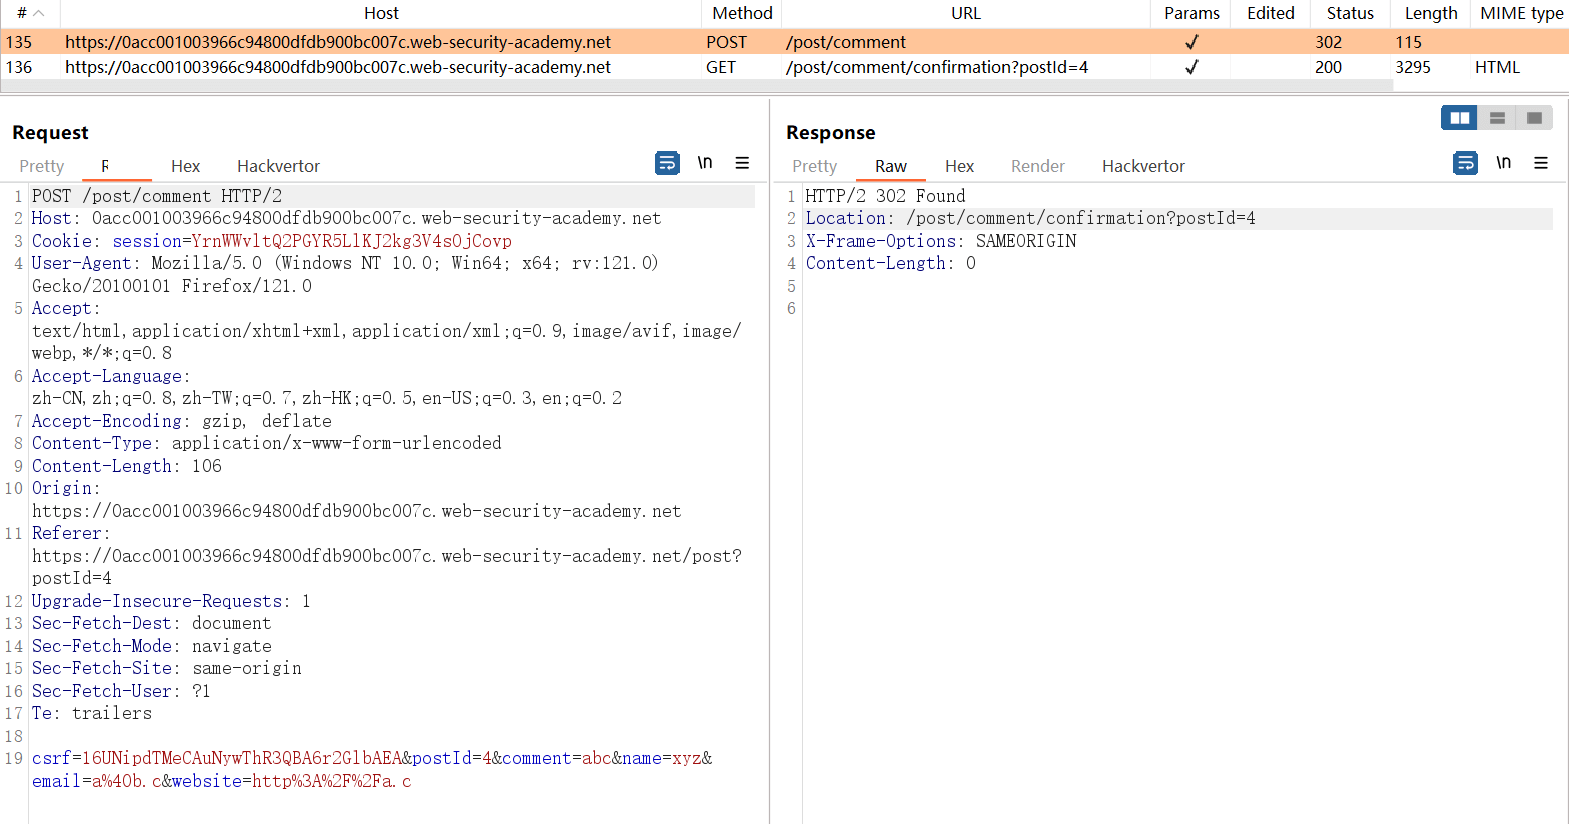 # Host Method URL Params Edited Status Length MIME type
135 https://0acc001003966c94800dfdb900bc007c.web-security-academy.net POST /post/comment ✓ 302 115
136 https://0acc001003966c94800dfdb900bc007c.web-security-academy.net GET /post/comment/confirmation?postId=4 ✓ 200 3295 HTML
Request
Pretty R Hex Hackvertor \n
1 POST /post/comment HTTP/2
2 Host: 0acc001003966c94800dfdb900bc007c.web-security-academy.net
3 Cookie: session=YrnWWvltQ2PGYR5LlKJ2kg3V4sOjCovp
4 User-Agent: Mozilla/5.0 (Windows NT 10.0; Win64; x64; rv:121.0)
Gecko/20100101 Firefox/121.0
5 Accept:
text/html,application/xhtml+xml,application/xml;q=0.9,image/avif,image/
webp,*/*;q=0.8
6 Accept-Language:
zh-CN,zh;q=0.8,zh-TW;q=0.7,zh-HK;q=0.5,en-US;q=0.3,en;q=0.2
7 Accept-Encoding: gzip, deflate
8 Content-Type: application/x-www-form-urlencoded
9 Content-Length: 106
10 Origin:
https://0acc001003966c94800dfdb900bc007c.web-security-academy.net
11 Referer:
https://0acc001003966c94800dfdb900bc007c.web-security-academy.net/post?
postId=4
12 Upgrade-Insecure-Requests: 1
13 Sec-Fetch-Dest: document
14 Sec-Fetch-Mode: navigate
15 Sec-Fetch-Site: same-origin
16 Sec-Fetch-User: ?1
17 Te: trailers
18
19 csrf=16UNipdTMeCAuNywThR3QBA6r2GlbAEA&postId=4&comment=abc&name=xyz&
email=a%40b.c&website=http%3A%2F%2Fa.c
Response
Pretty Raw Hex Render Hackvertor \n
1 HTTP/2 302 Found
2 Location: /post/comment/confirmation?postId=4
3 X-Frame-Options: SAMEORIGIN
4 Content-Length: 0
5
6